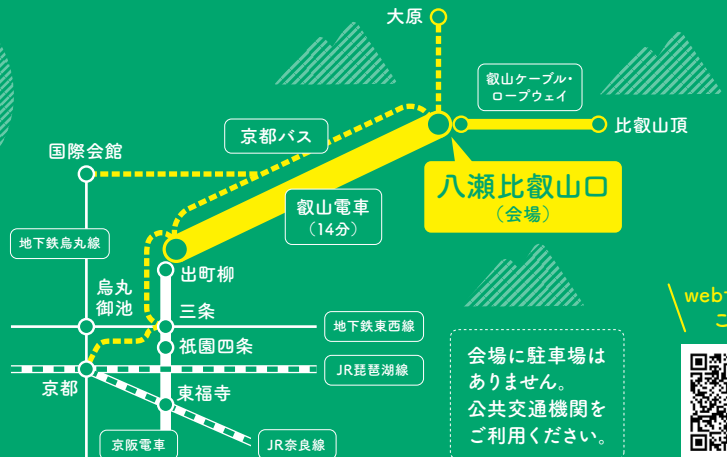 大原
叡山ケーブル・
ロープウェイ
比叡山頂
京都バス
国際会館
八瀬比叡山口
（会場）
叡山電車
（14分）
地下鉄烏丸線
出町柳
烏丸
御池
三条
地下鉄東西線
祇園四条
JR琵琶湖線
京都
東福寺
京阪電車
JR奈良線
会場に駐車場は
ありません。
公共交通機関を
ご利用ください。
web